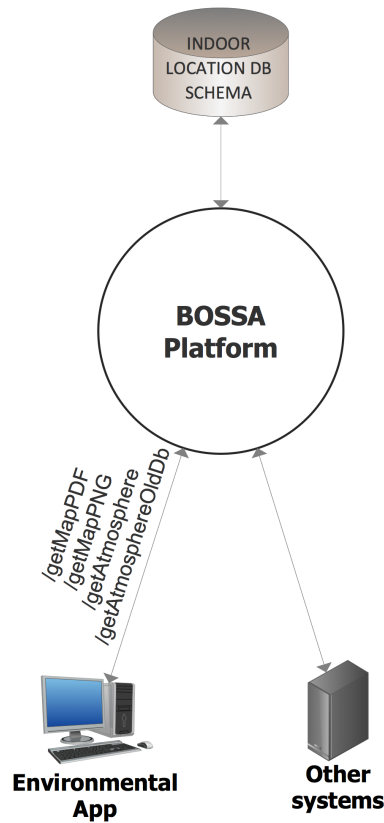 INDOOR
LOCATION DB
SCHEMA
BOSSA
Platform
/getMapPDF
/getMapPNG
/getAtmosphere
/getAtmosphereOldDb
Environmental
App
Other
systems